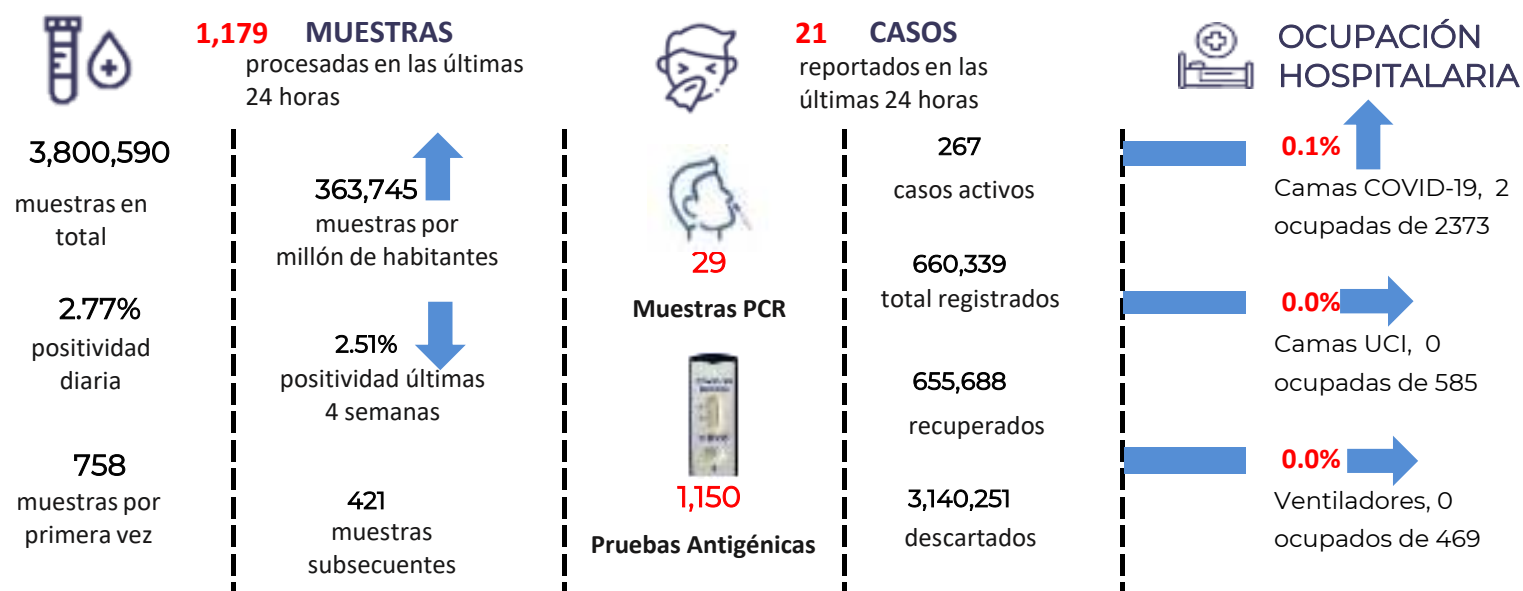 1,179 MUESTRAS
procesadas en las últimas
24 horas
3,800,590
muestras en
total
2.77%
positividad
diaria
758
muestras por
primera vez
363,745
muestras por
millón de habitantes
2.51%
positividad últimas
4 semanas
421
muestras
subsecuentes
29
Muestras PCR
1,150
Pruebas Antigénicas
21 CASOS
reportados en las
últimas 24 horas
267
casos activos
660,339
total registrados
655,688
recuperados
3,140,251
descartados
OCUPACIÓN
HOSPITALARIA
0.1%
Camas COVID-19, 2
ocupadas de 2373
0.0%
Camas UCI, 0
ocupadas de 585
0.0%
Ventiladores, 0
ocupados de 469